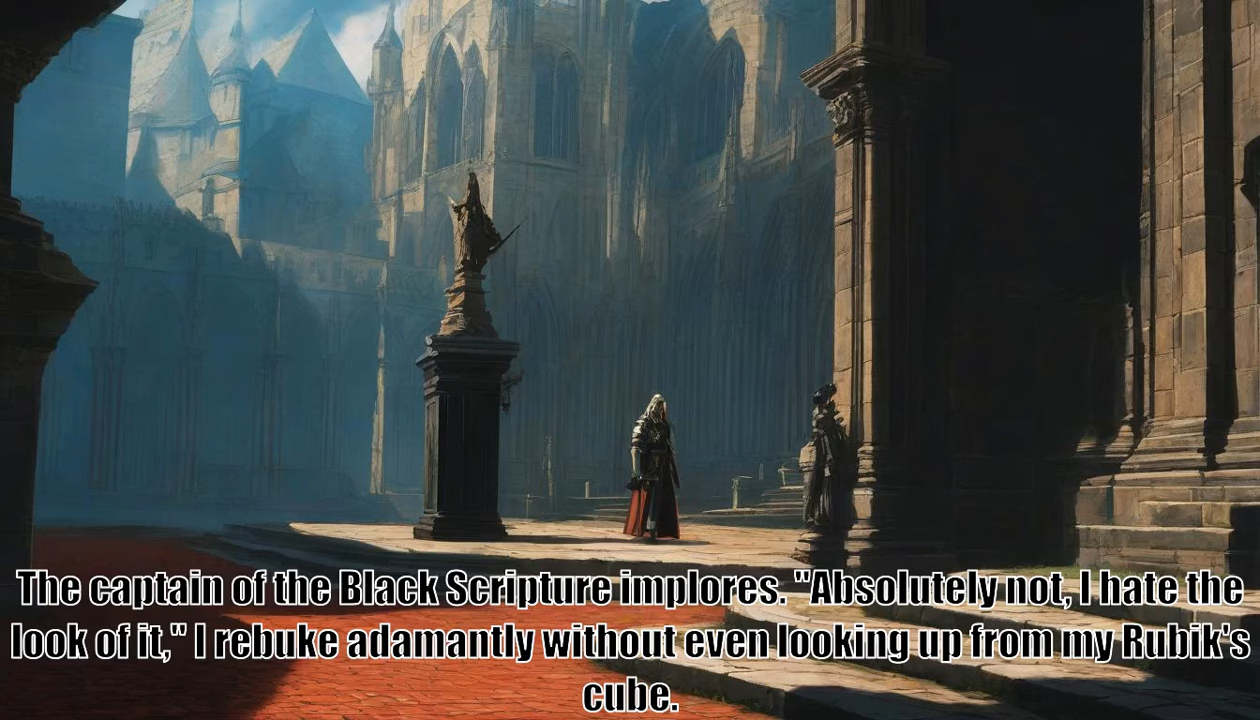 The captain of the Black Scripture implores. "Absolutely not, I hate the
look of it," I rebuke adamantly without even looking up from my Rubik's
cube.